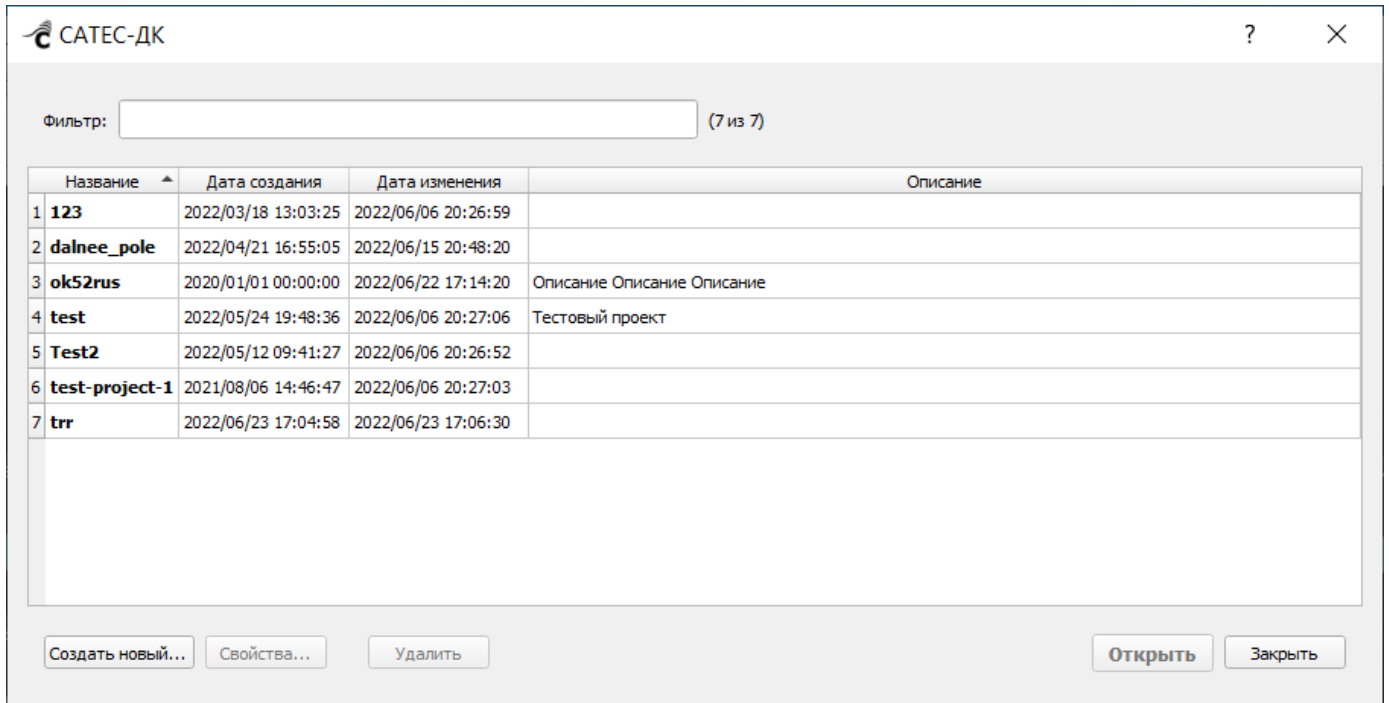 САТЕС-ДК ?
Фильтр: (7 из 7)
Название Дата создания Дата изменения Описание
1 123 2022/03/18 13:03:25 2022/06/06 20:26:59
2 dalnee_pole 2022/04/21 16:55:05 2022/06/15 20:48:20
3 ok52rus 2020/01/01 00:00:00 2022/06/22 17:14:20 Описание Описание Описание
4 test 2022/05/24 19:48:36 2022/06/06 20:27:06 Тестовый проект
5 Test2 2022/05/12 09:41:27 2022/06/06 20:26:52
6 test-project-1 2021/08/06 14:46:47 2022/06/06 20:27:03
7 trr 2022/06/23 17:04:58 2022/06/23 17:06:30
Создать новый... Свойства... Удалить Открыть Закрыть